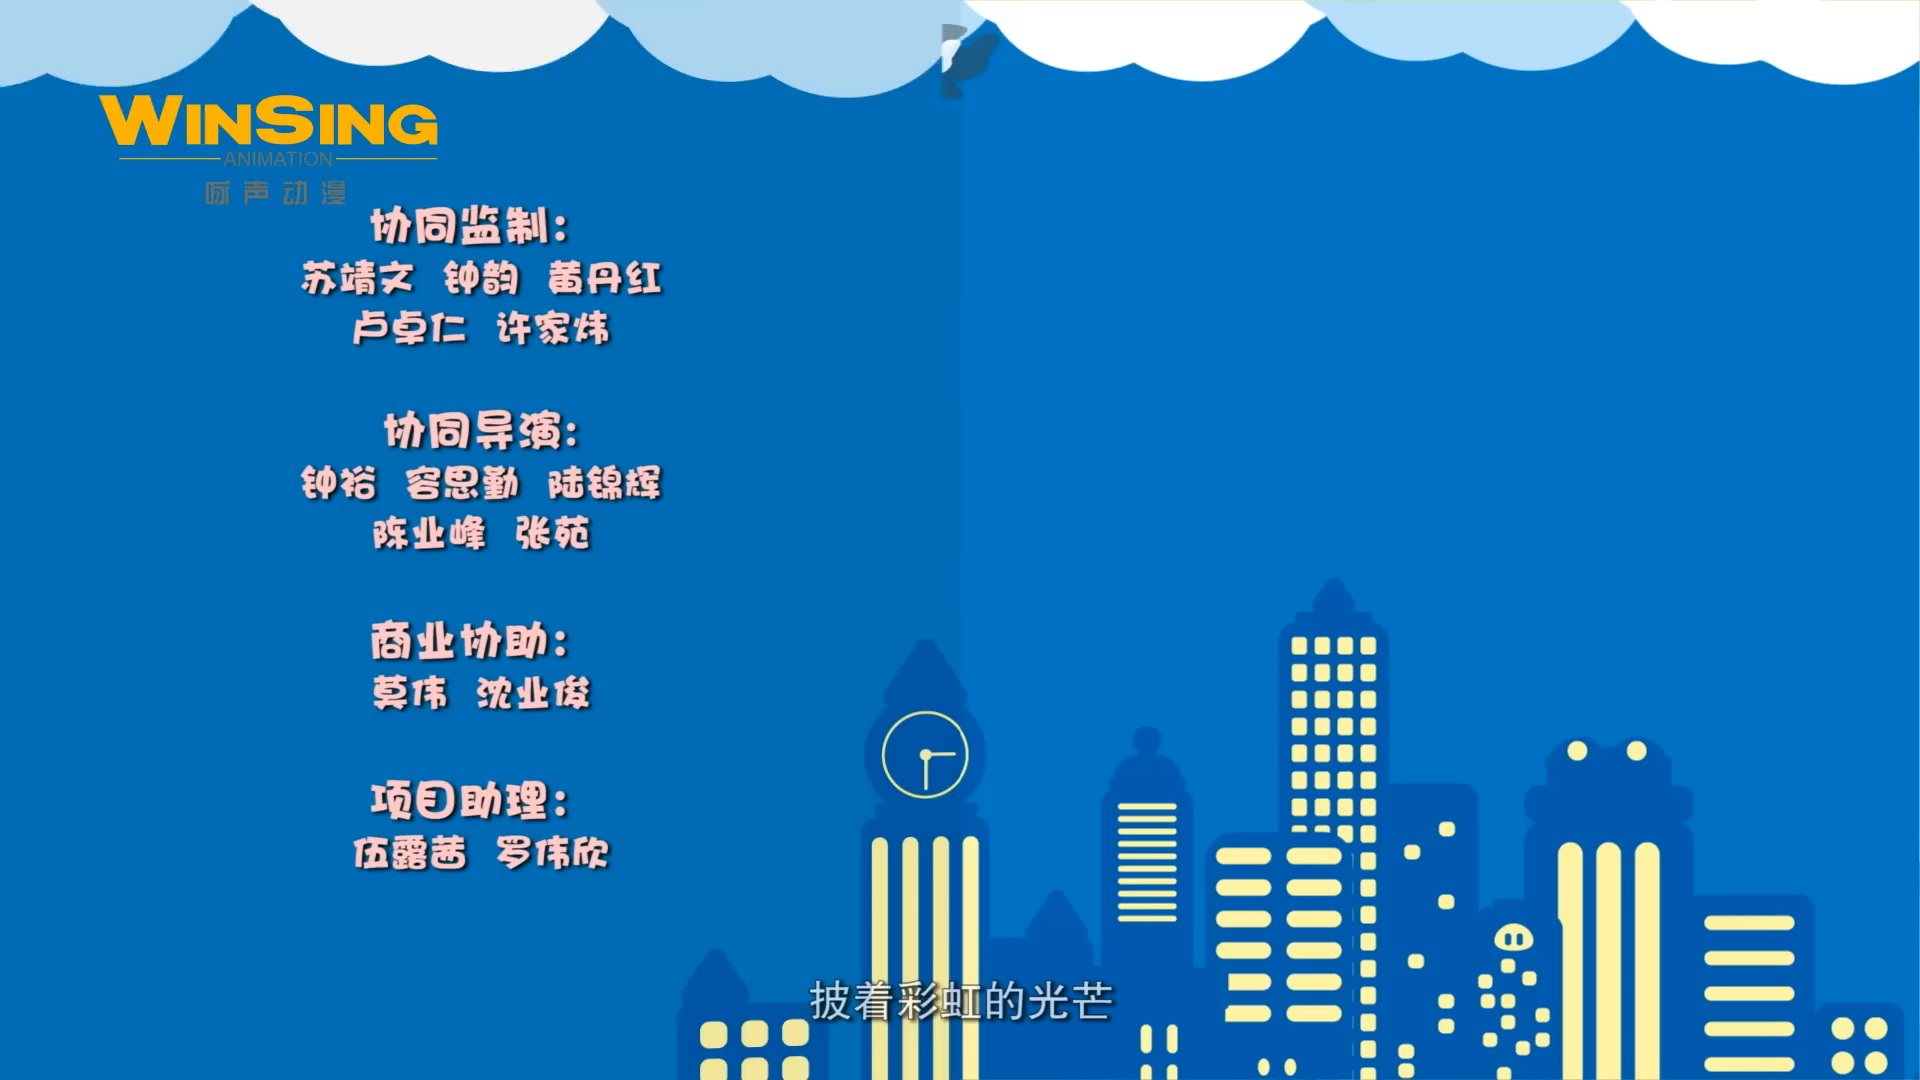 WINSING
ANIMATION
咏声动漫
协同监制:
苏靖文 钟韵 黄丹红
卢卓仁 许家炜
协同导演:
钟裕 容思勤 陆锦辉
陈业峰 张苑
商业协助:
莫伟 沈业俊
项目助理:
伍露茜 罗伟欣
披着彩虹的光芒